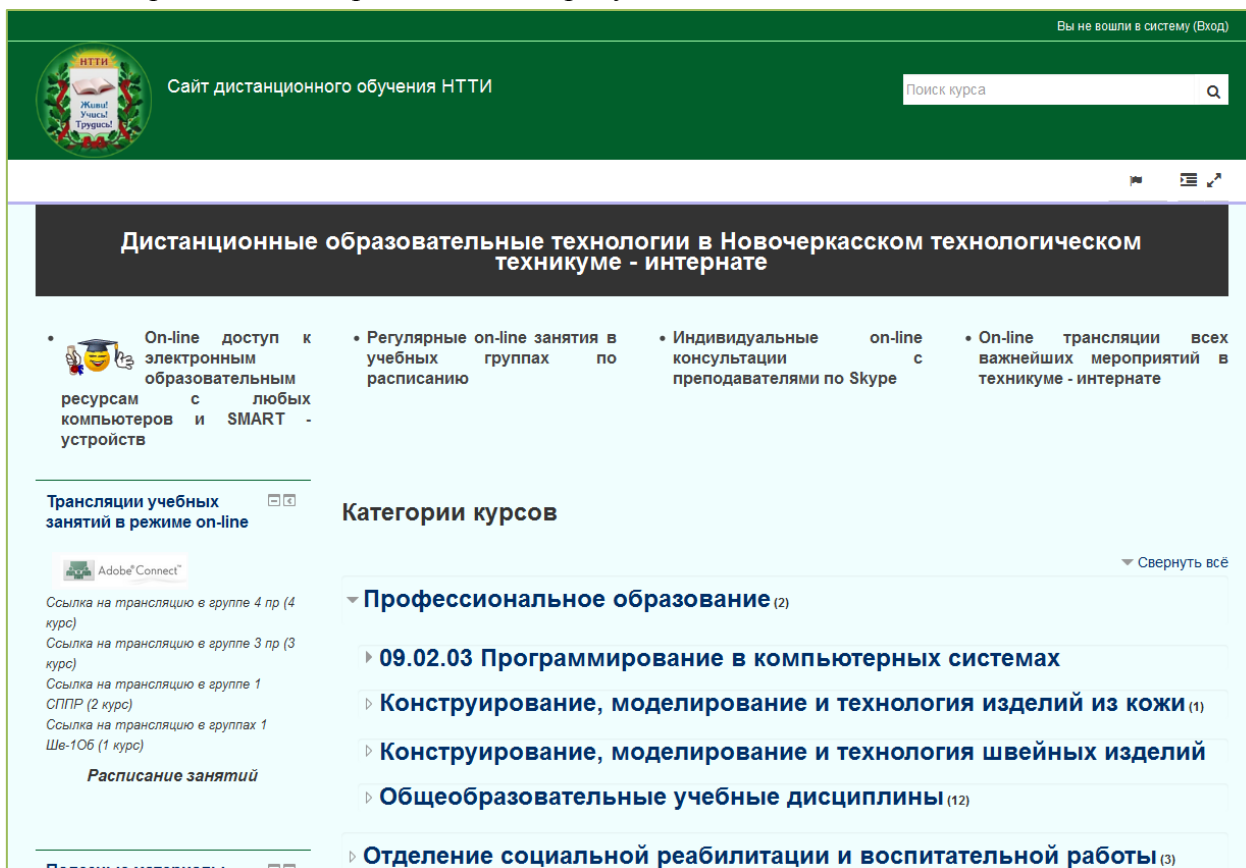 Вы не вошли в систему (Вход)
НТТИ
Живи!
Учись!
Трудись!
Сайт дистанционного обучения НТТИ
Поиск курса
Дистанционные образовательные технологии в Новочеркасском технологическом
техникуме - интернате
• On-line доступ к
электронным
образовательным
ресурсам с любых
компьютеров и SMART -
устройств
• Регулярные on-line занятия в
учебных группах по
расписанию
• Индивидуальные on-line
консультации с
преподавателями по Skype
• On-line трансляции всех
важнейших мероприятий в
техникуме - интернате
Трансляции учебных
занятий в режиме on-line
Adobe® Connect™
Ссылка на трансляцию в группе 4 пр (4
курс)
Ссылка на трансляцию в группе 3 пр (3
курс)
Ссылка на трансляцию в группе 1
СППР (2 курс)
Ссылка на трансляцию в группах 1
Ше-1Об (1 курс)
Расписание занятий
Категории курсов
Свернуть всё
Профессиональное образование (2)
09.02.03 Программирование в компьютерных системах
Конструирование, моделирование и технология изделий из кожи (1)
Конструирование, моделирование и технология швейных изделий
Общеобразовательные учебные дисциплины (12)
Отделение социальной реабилитации и воспитательной работы (3)